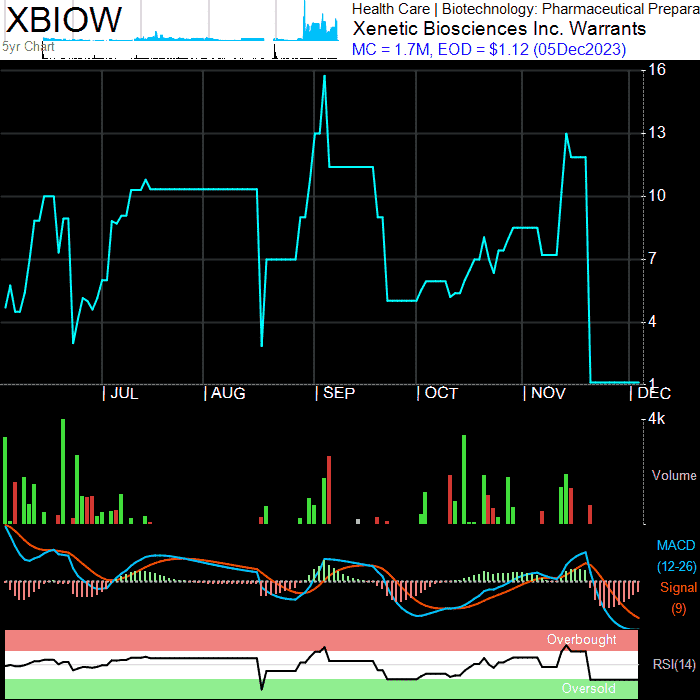 XBIOW
Health Care | Biotechnology: Pharmaceutical Prepara
Xenetic Biosciences Inc. Warrants
MC = 1.7M, EOD = $1.12 (05Dec2023)
5yr Chart
16
13
10
7
4
1
JUL
AUG
SEP
OCT
NOV
DEC
4k
Volume
MACD
(12-26)
Signal
(9)
Overbought
RSI(14)
Oversold